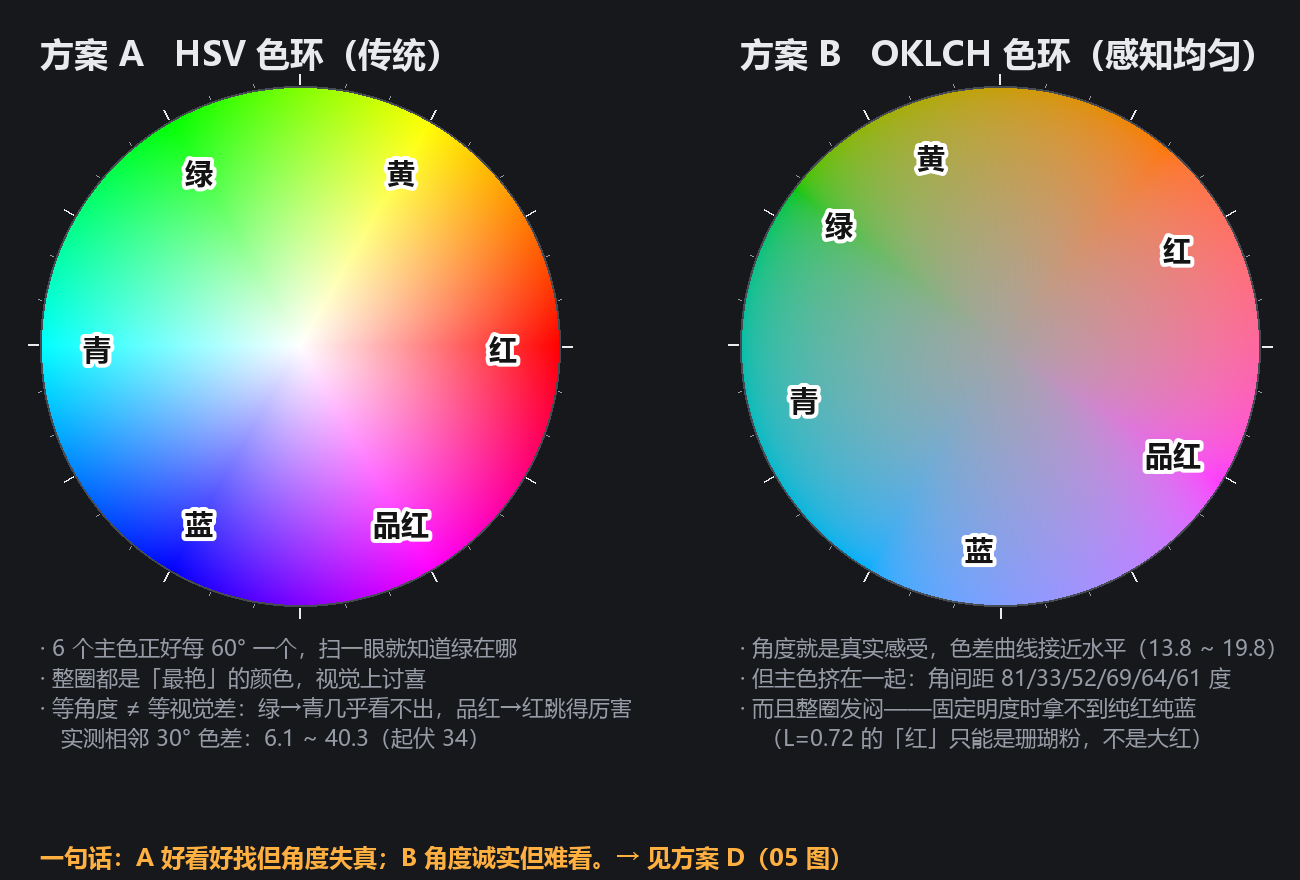 方案 A   HSV 色环（传统）
绿
黄
青
红
蓝
品红
· 6 个主色正好每 60° 一个，扫一眼就知道绿在哪
· 整圈都是「最艳」的颜色，视觉上讨喜
· 等角度 ≠ 等视觉差：绿→青几乎看不出，品红→红跳得厉害
实测相邻 30° 色差：6.1 ~ 40.3（起伏 34）
方案 B   OKLCH 色环（感知均匀）
黄
绿
红
青
品红
蓝
· 角度就是真实感受，色差曲线接近水平（13.8 ~ 19.8）
· 但主色挤在一起：角间距 81/33/52/69/64/61 度
· 而且整圈发闷——固定明度时拿不到纯红纯蓝
（L=0.72 的「红」只能是珊瑚粉，不是大红）
一句话：A 好看好找但角度失真；B 角度诚实但难看。→ 见方案 D（05 图）